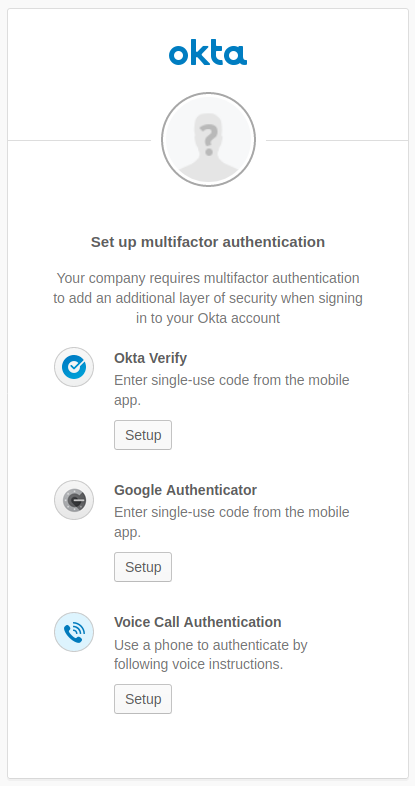 okta
?
Set up multifactor authentication
Your company requires multifactor authentication
to add an additional layer of security when signing
in to your Okta account
Okta Verify
Enter single-use code from the mobile
app.
Setup
Google Authenticator
Enter single-use code from the mobile
app.
Setup
Voice Call Authentication
Use a phone to authenticate by
following voice instructions.
Setup